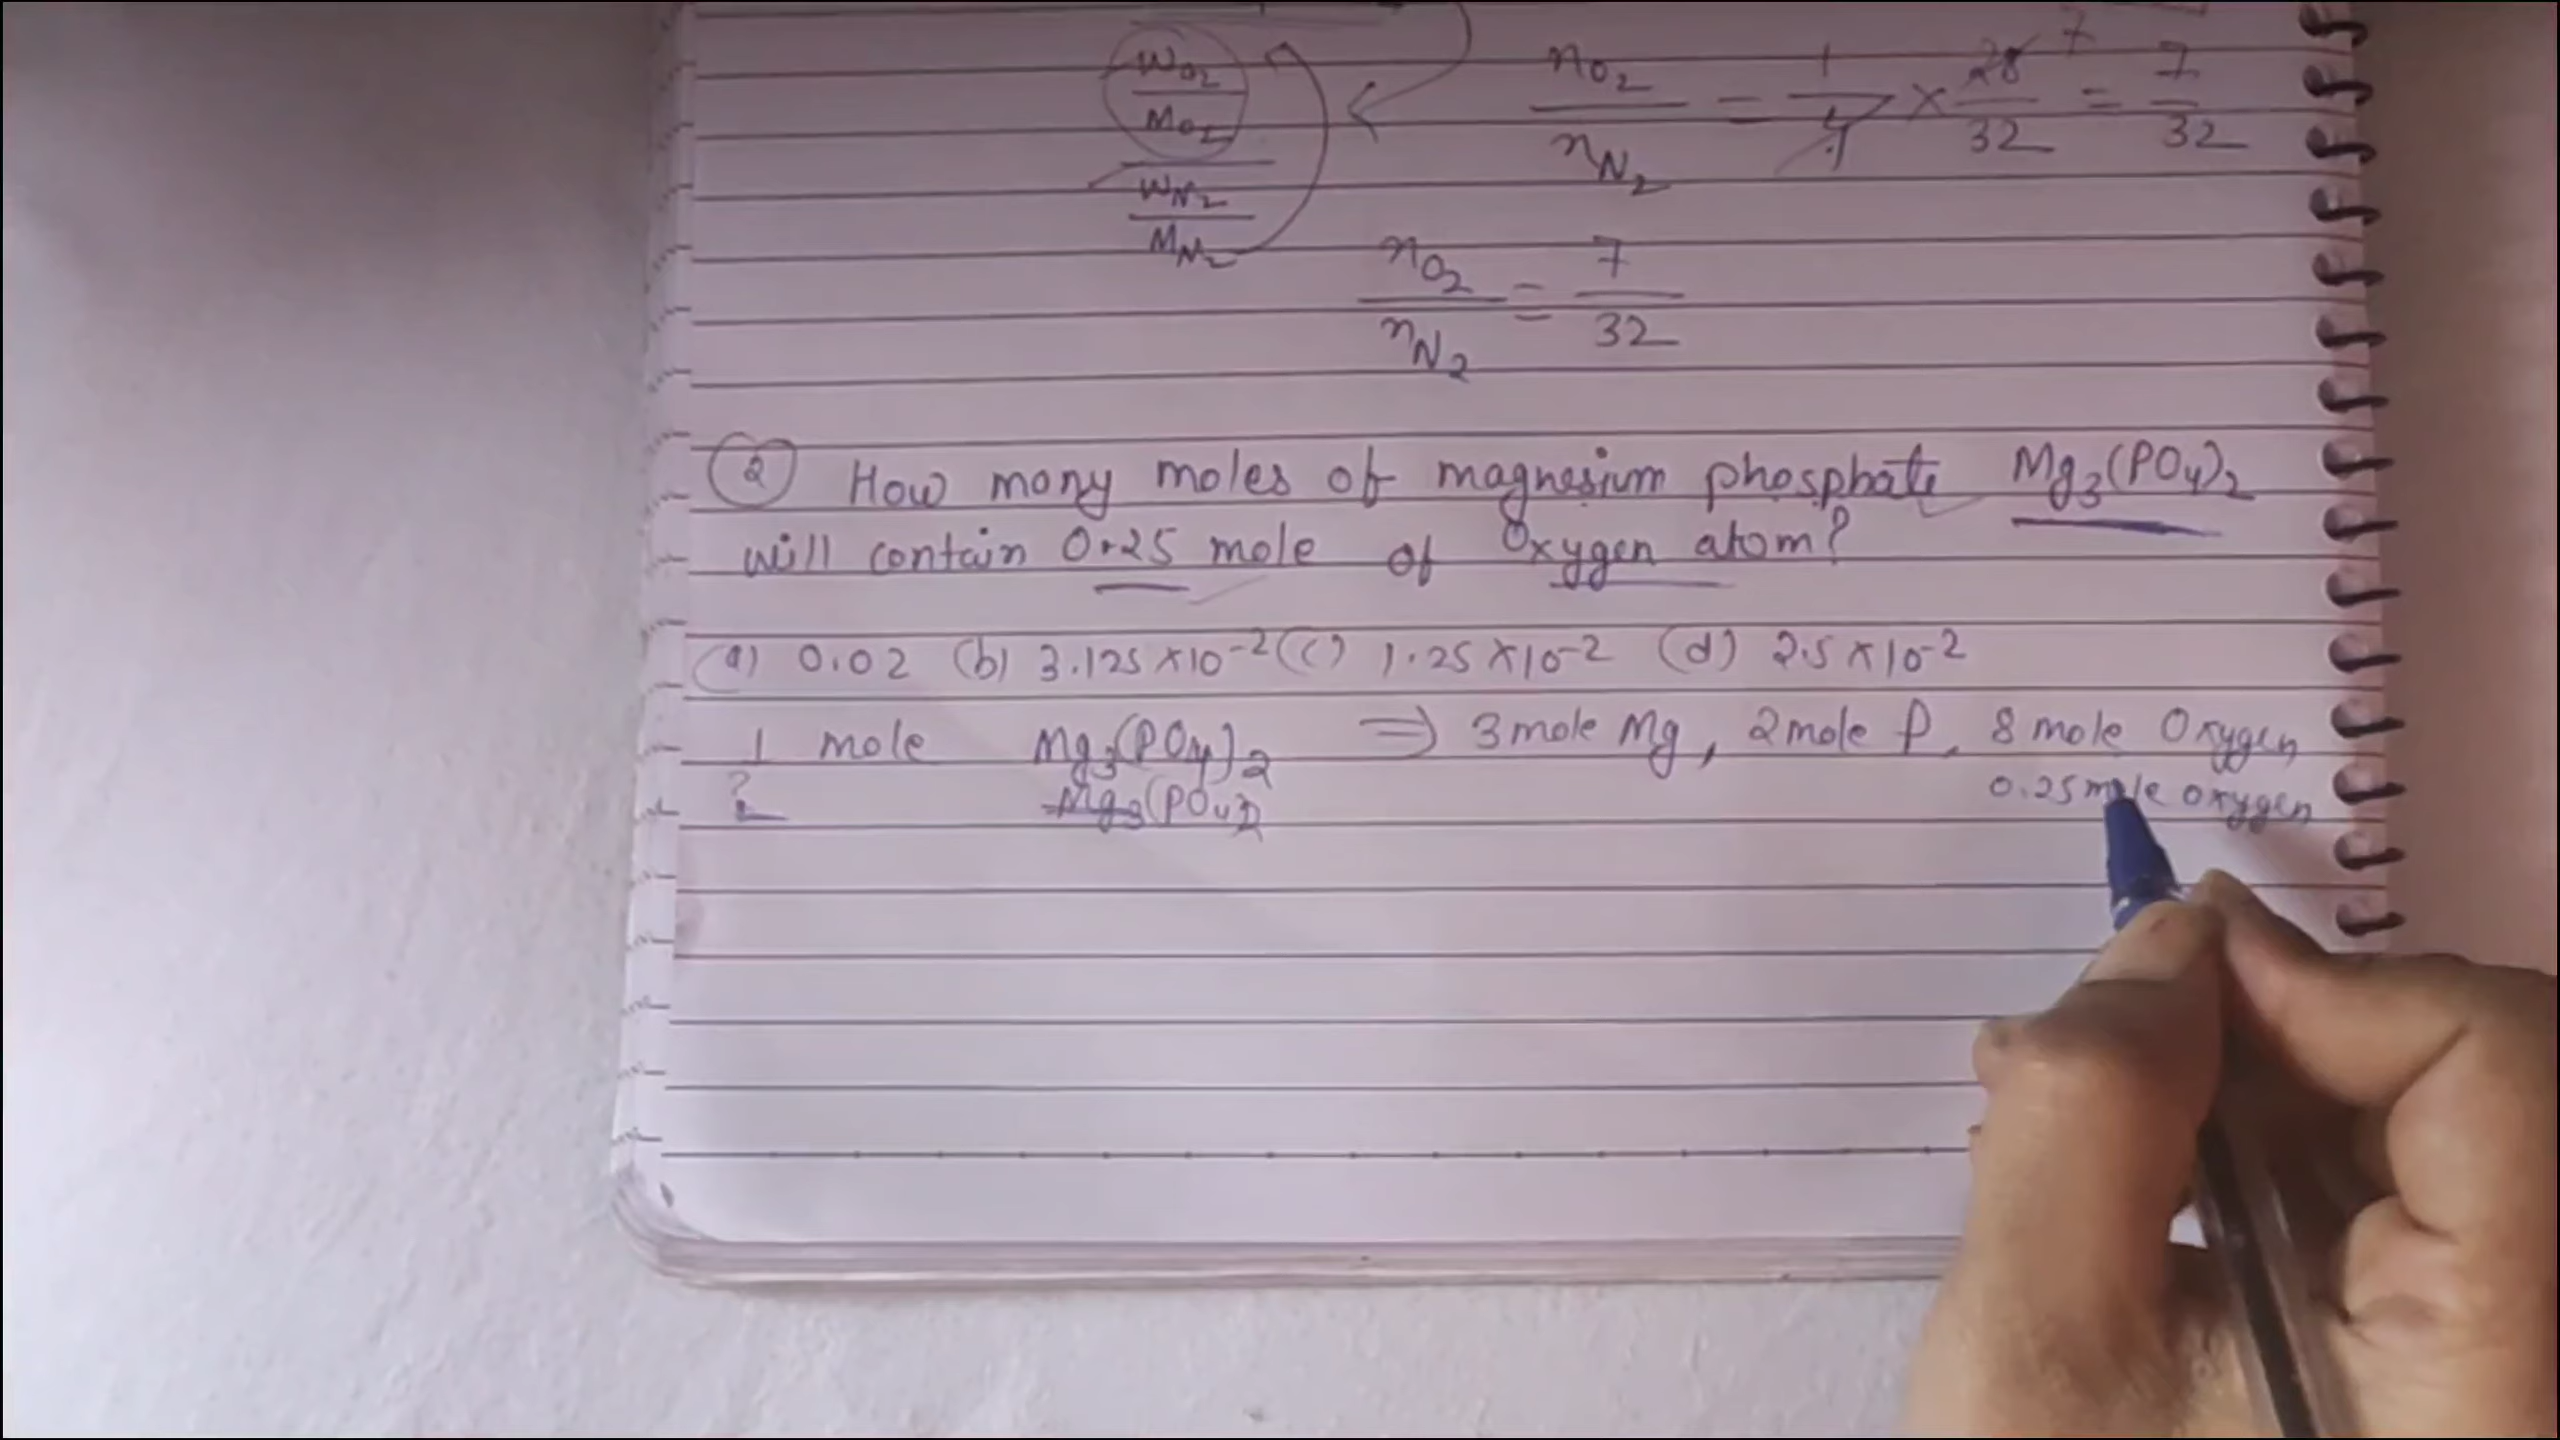 wO2 / MO2
wN2 / MN2
nO2 / nN2 = 1/4 × 28/32 = 7/32
7
nO2 / nN2 = 7/32
2 How many moles of magnesium phosphate Mg3(PO4)2
will contain 0.25 mole of Oxygen atom?
(a) 0.02 (b) 3.125×10-2 (c) 1.25×10-2 (d) 2.5×10-2
1 mole Mg3(PO4)2 ⇒ 3 mole Mg, 2 mole P, 8 mole Oxygen
? Mg3(PO4)2 0.25 mole oxygen